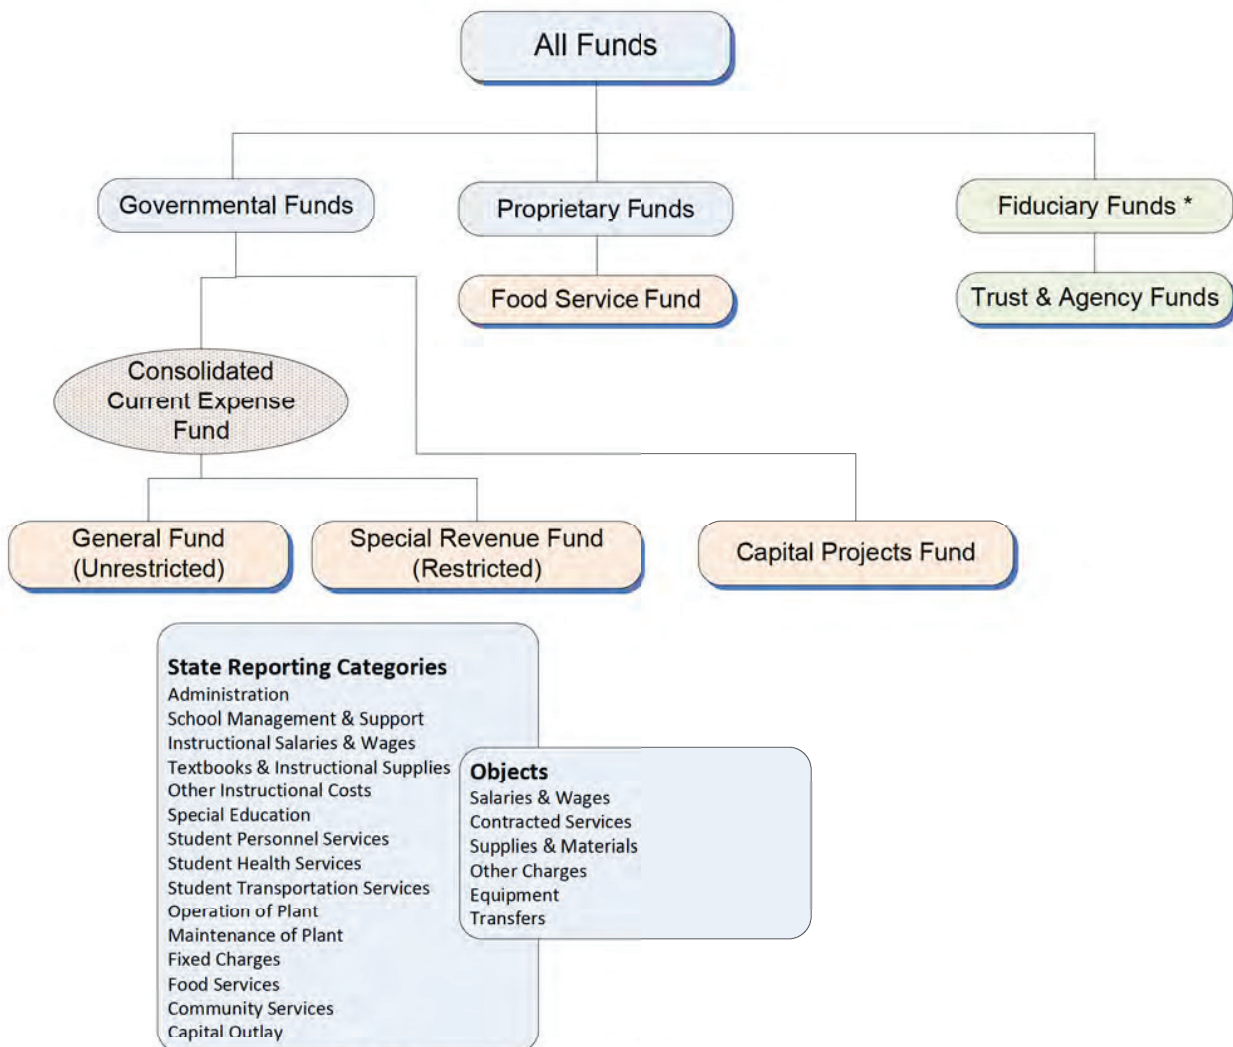 All Funds
Governmental Funds
Proprietary Funds
Fiduciary Funds *
Food Service Fund
Trust & Agency Funds
Consolidated
Current Expense
Fund
General Fund
(Unrestricted)
Special Revenue Fund
(Restricted)
Capital Projects Fund
State Reporting Categories
Administration
School Management & Support
Instructional Salaries & Wages
Textbooks & Instructional Supplies
Other Instructional Costs
Special Education
Student Personnel Services
Student Health Services
Student Transportation Services
Operation of Plant
Maintenance of Plant
Fixed Charges
Food Services
Community Services
Capital Outlay
Objects
Salaries & Wages
Contracted Services
Supplies & Materials
Other Charges
Equipment
Transfers